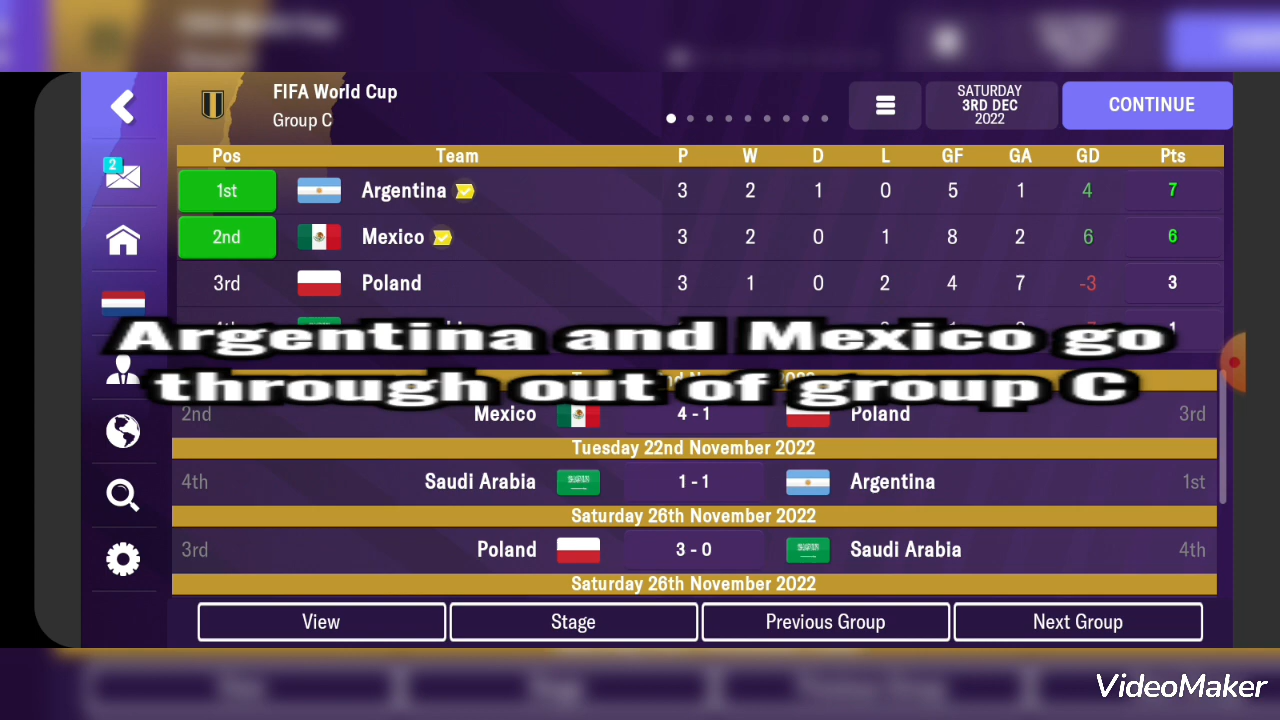 FIFA World Cup
Group C
SATURDAY
3RD DEC
2022
CONTINUE
Pos Team P W D L GF GA GD Pts
1st Argentina 3 2 1 0 5 1 4 7
2
2nd Mexico 3 2 0 1 8 2 6 6
3rd Poland 3 1 0 2 4 7 -3 3
Argentina and Mexico go
through out of group C
2nd Mexico 4 - 1 Poland 3rd
Tuesday 22nd November 2022
4th Saudi Arabia 1 - 1 Argentina 1st
Saturday 26th November 2022
3rd Poland 3 - 0 Saudi Arabia 4th
Saturday 26th November 2022
View Stage Previous Group Next Group
VideoMaker